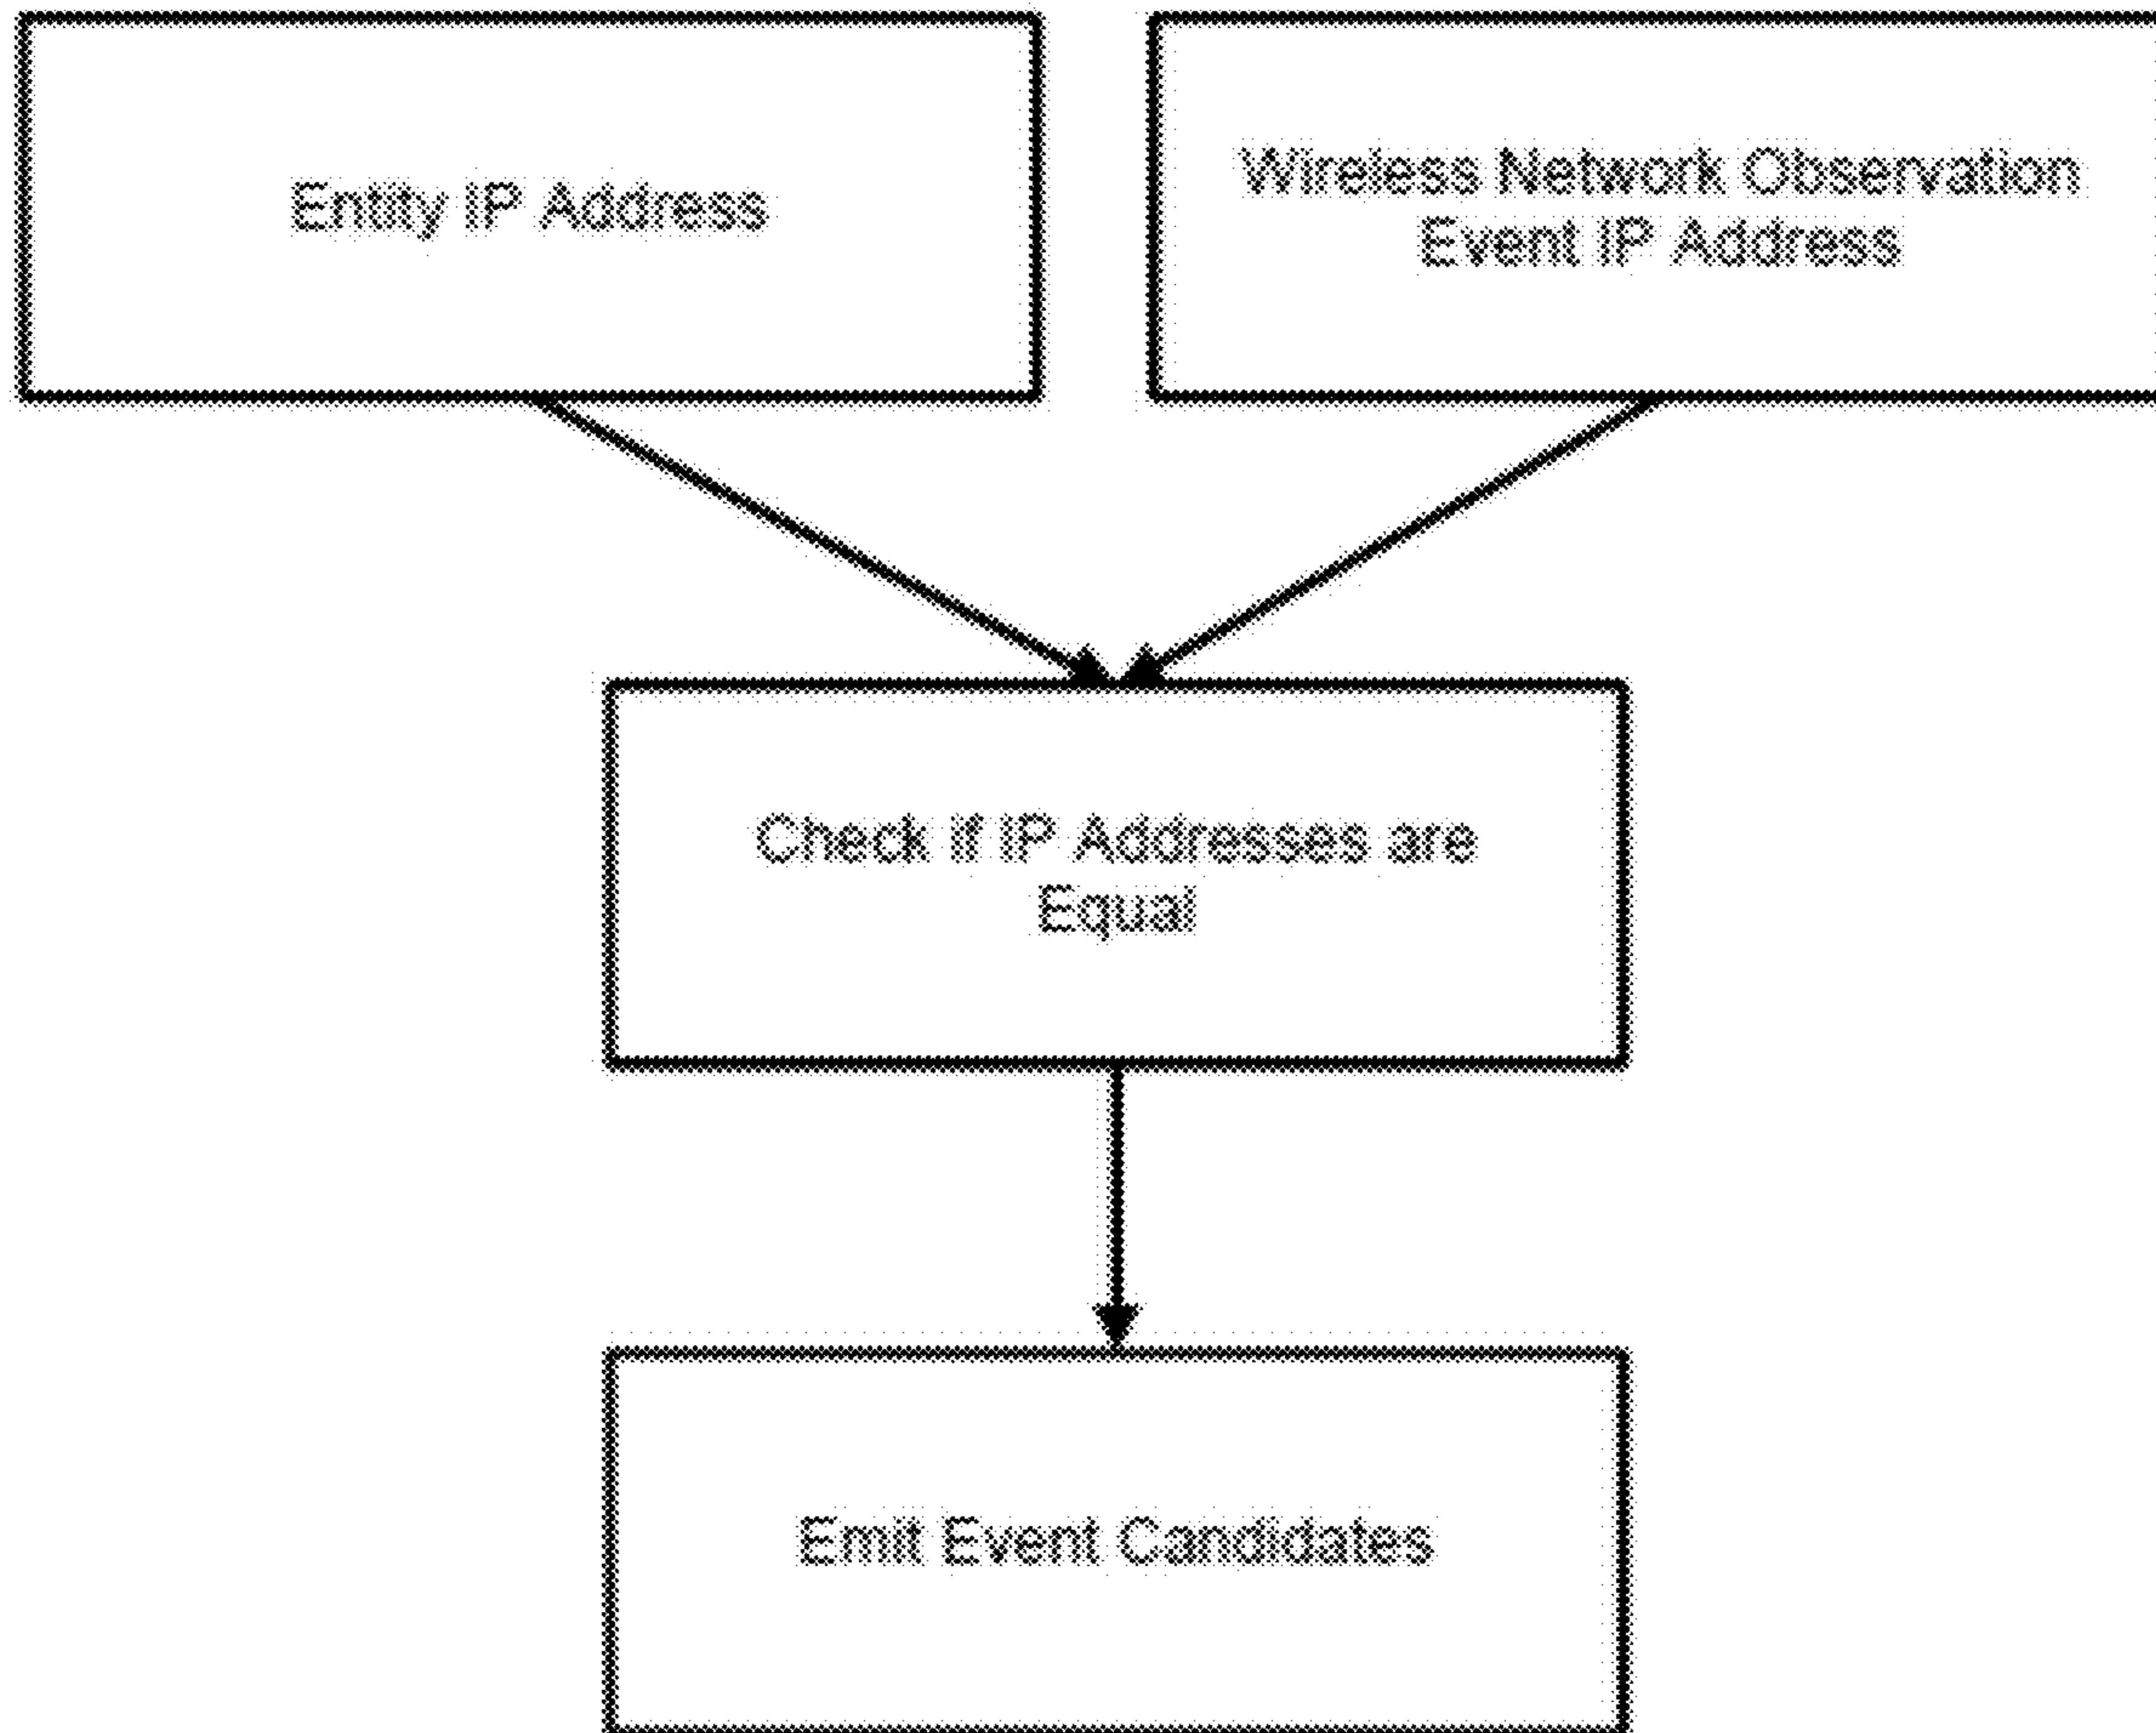 Entity IP Address
Wireless Network Observation
Event IP Address
Check if IP Addresses are
Equal
Emit Event Candidates